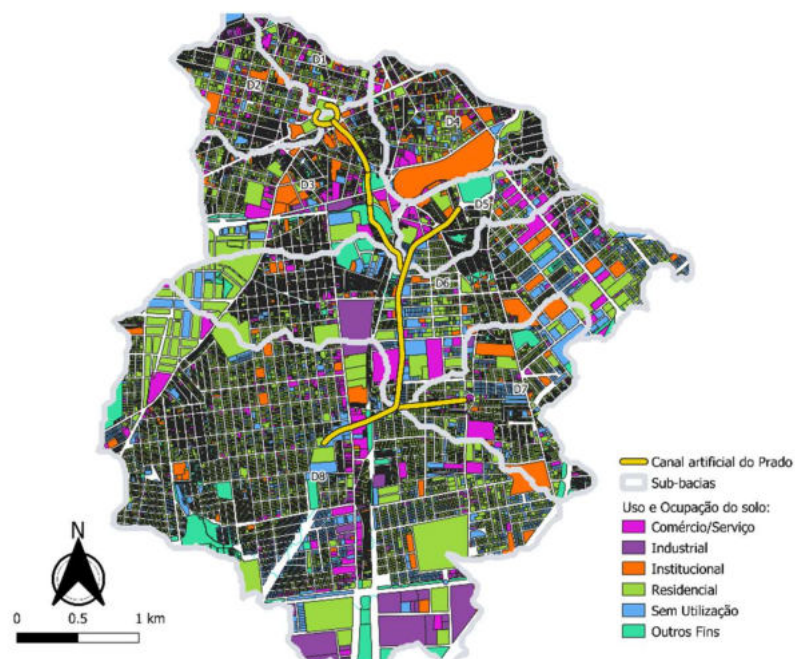 D1
D2
D4
D3
D5
D6
D7
D8
N
0 0.5 1 km
Canal artificial do Prado
Sub-bacias
Uso e Ocupação do solo:
Comércio/Serviço
Industrial
Institucional
Residencial
Sem Utilização
Outros Fins